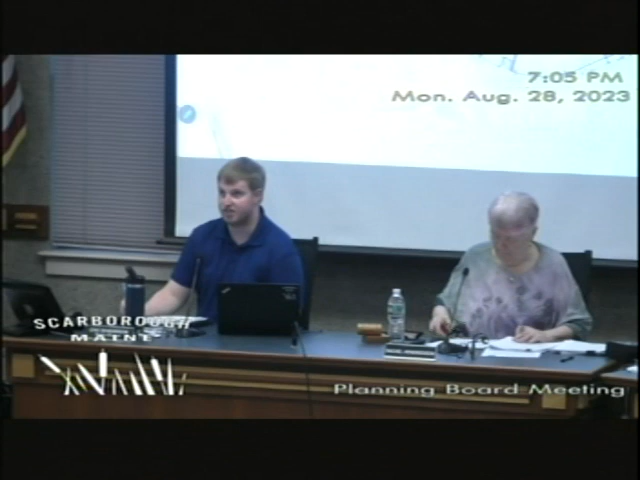 7:05 PM
Mon. Aug. 28, 2023
SCARBOROUGH
MAINE
Planning Board Meeting